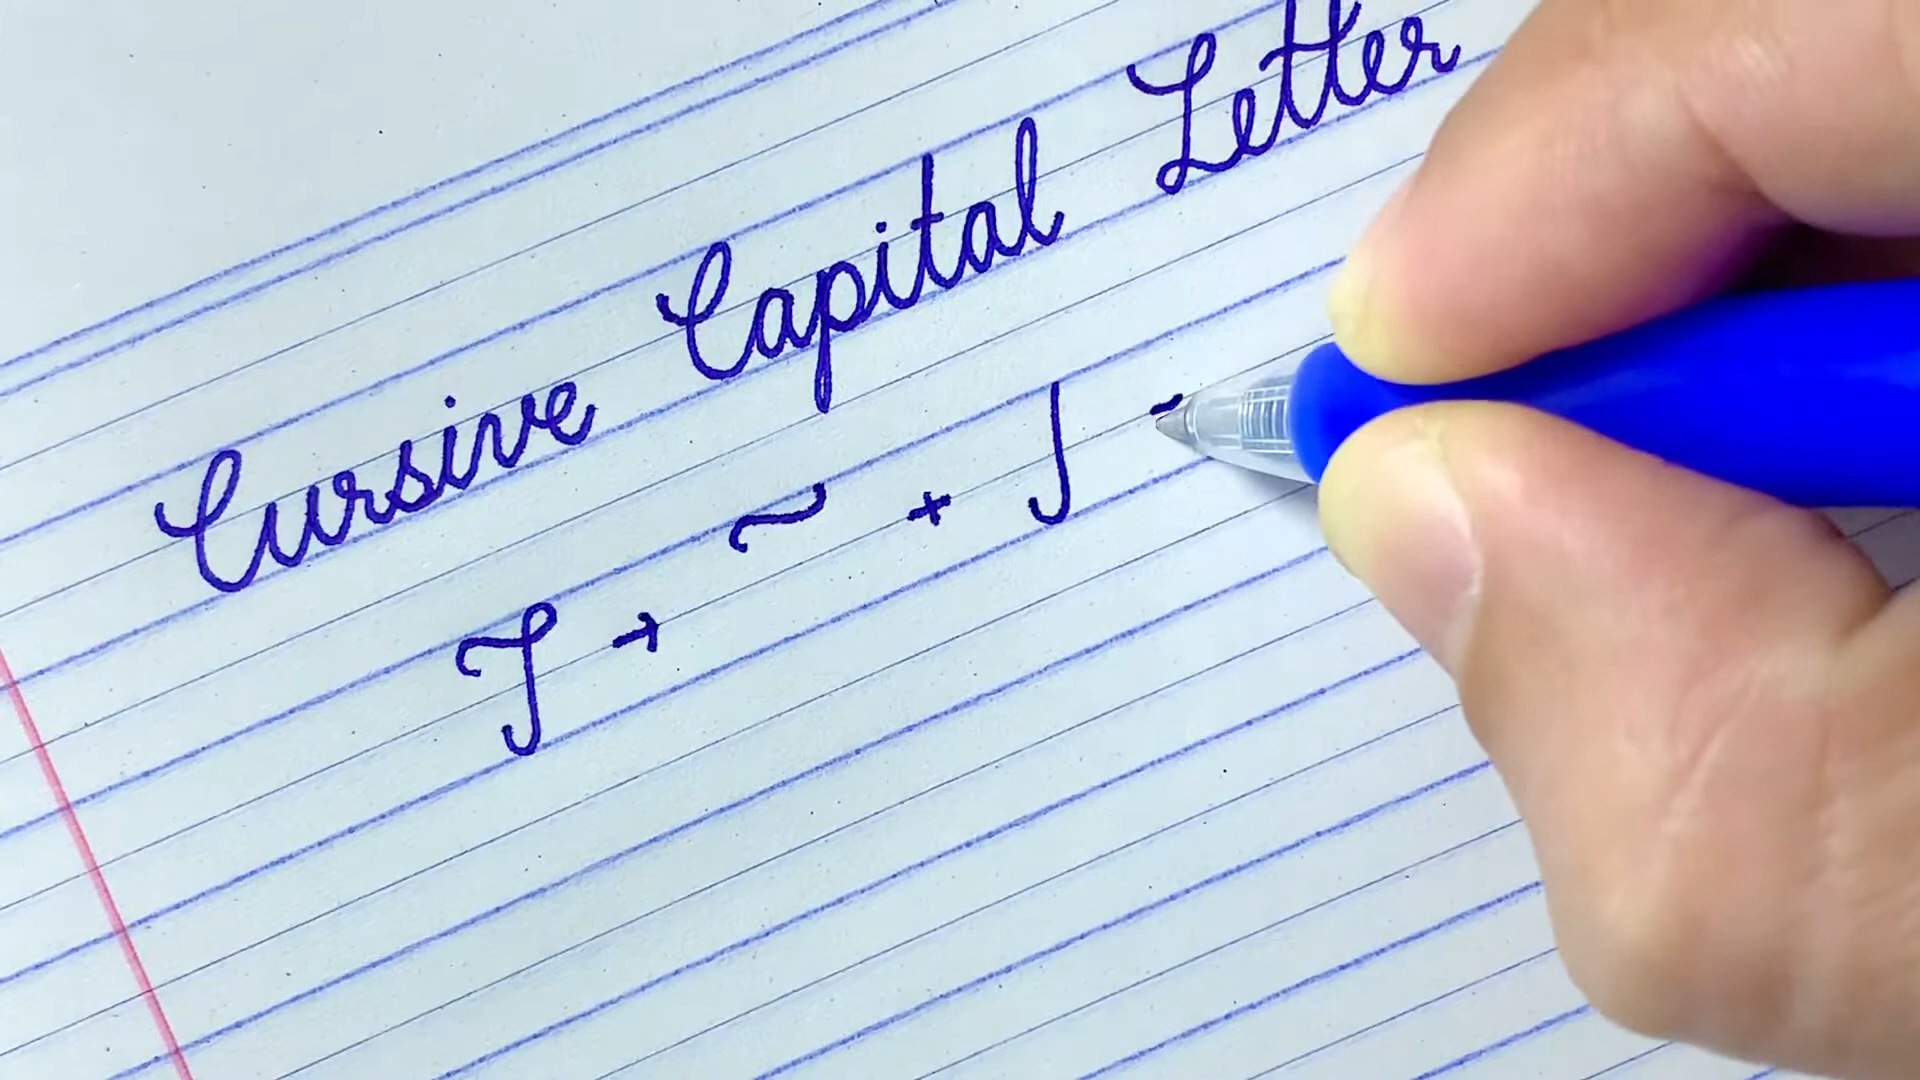 Cursive Capital Letter
T → ~ + J -